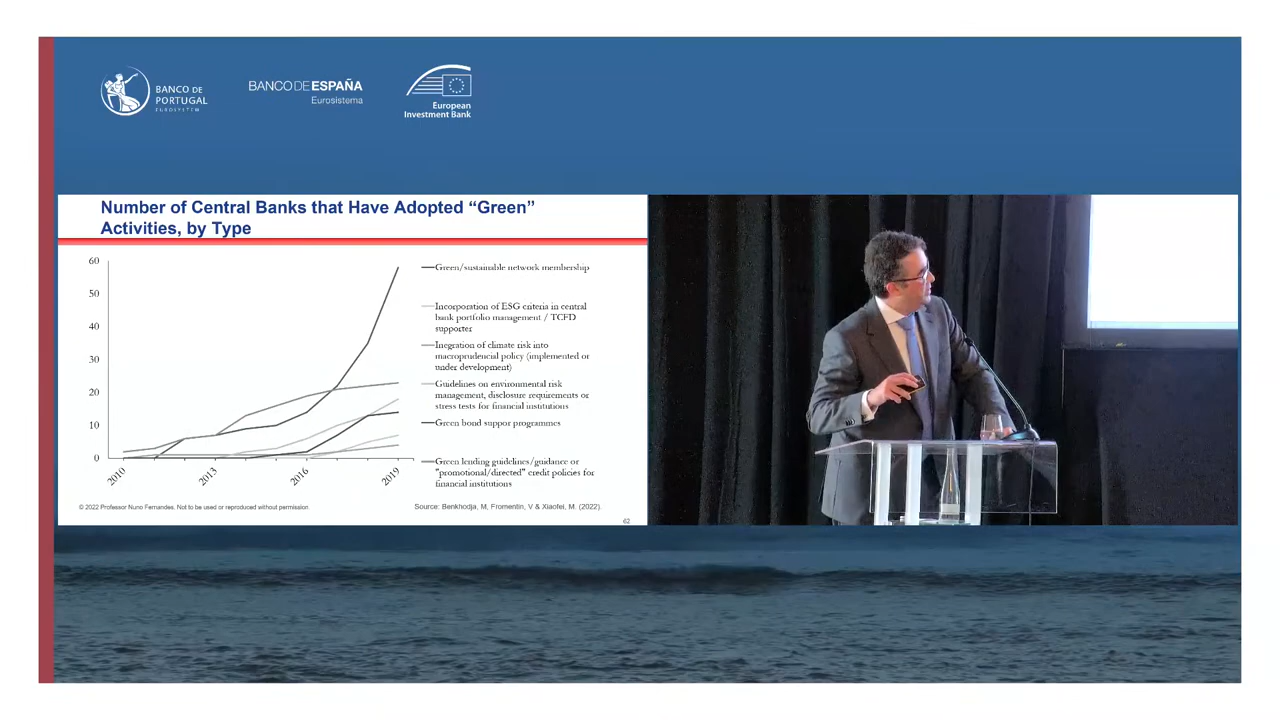 BANCO DE
PORTUGAL
EUROSYSTEM
BANCO DE ESPAÑA
Eurosistema
European
Investment Bank
Number of Central Banks that Have Adopted “Green”
Activities, by Type
60
50
40
30
20
10
0
2010
2013
2016
2019
Green/sustainable network membership
Incorporation of ESG criteria in central
bank portfolio management / TCFD
supporter
Inegration of climate risk into
macroprudencial policy (implemented or
under development)
Guidelines on environmental risk
management, disclosure requirements or
stress tests for financial institutions
Green bond suppor programmes
Green lending guidelines/guidance or
"promotional/directed" credit policies for
financial institutions
© 2022 Professor Nuno Fernandes. Not to be used or reproduced without permission
Source: Benkhodja, M, Fromentin, V & Xiaofei, M. (2022).
62